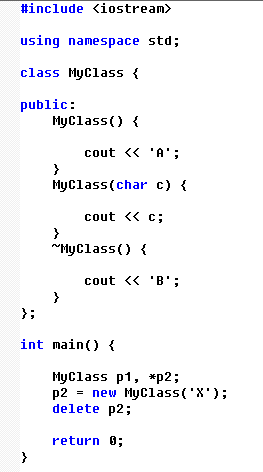 #include <iostream>
using namespace std;
class MyClass {
public:
    MyClass() {
        cout << 'A';
    }
    MyClass(char c) {
        cout << c;
    }
    ~MyClass() {
        cout << 'B';
    }
};
int main() {
    MyClass p1, *p2;
    p2 = new MyClass('X');
    delete p2;
    return 0;
}